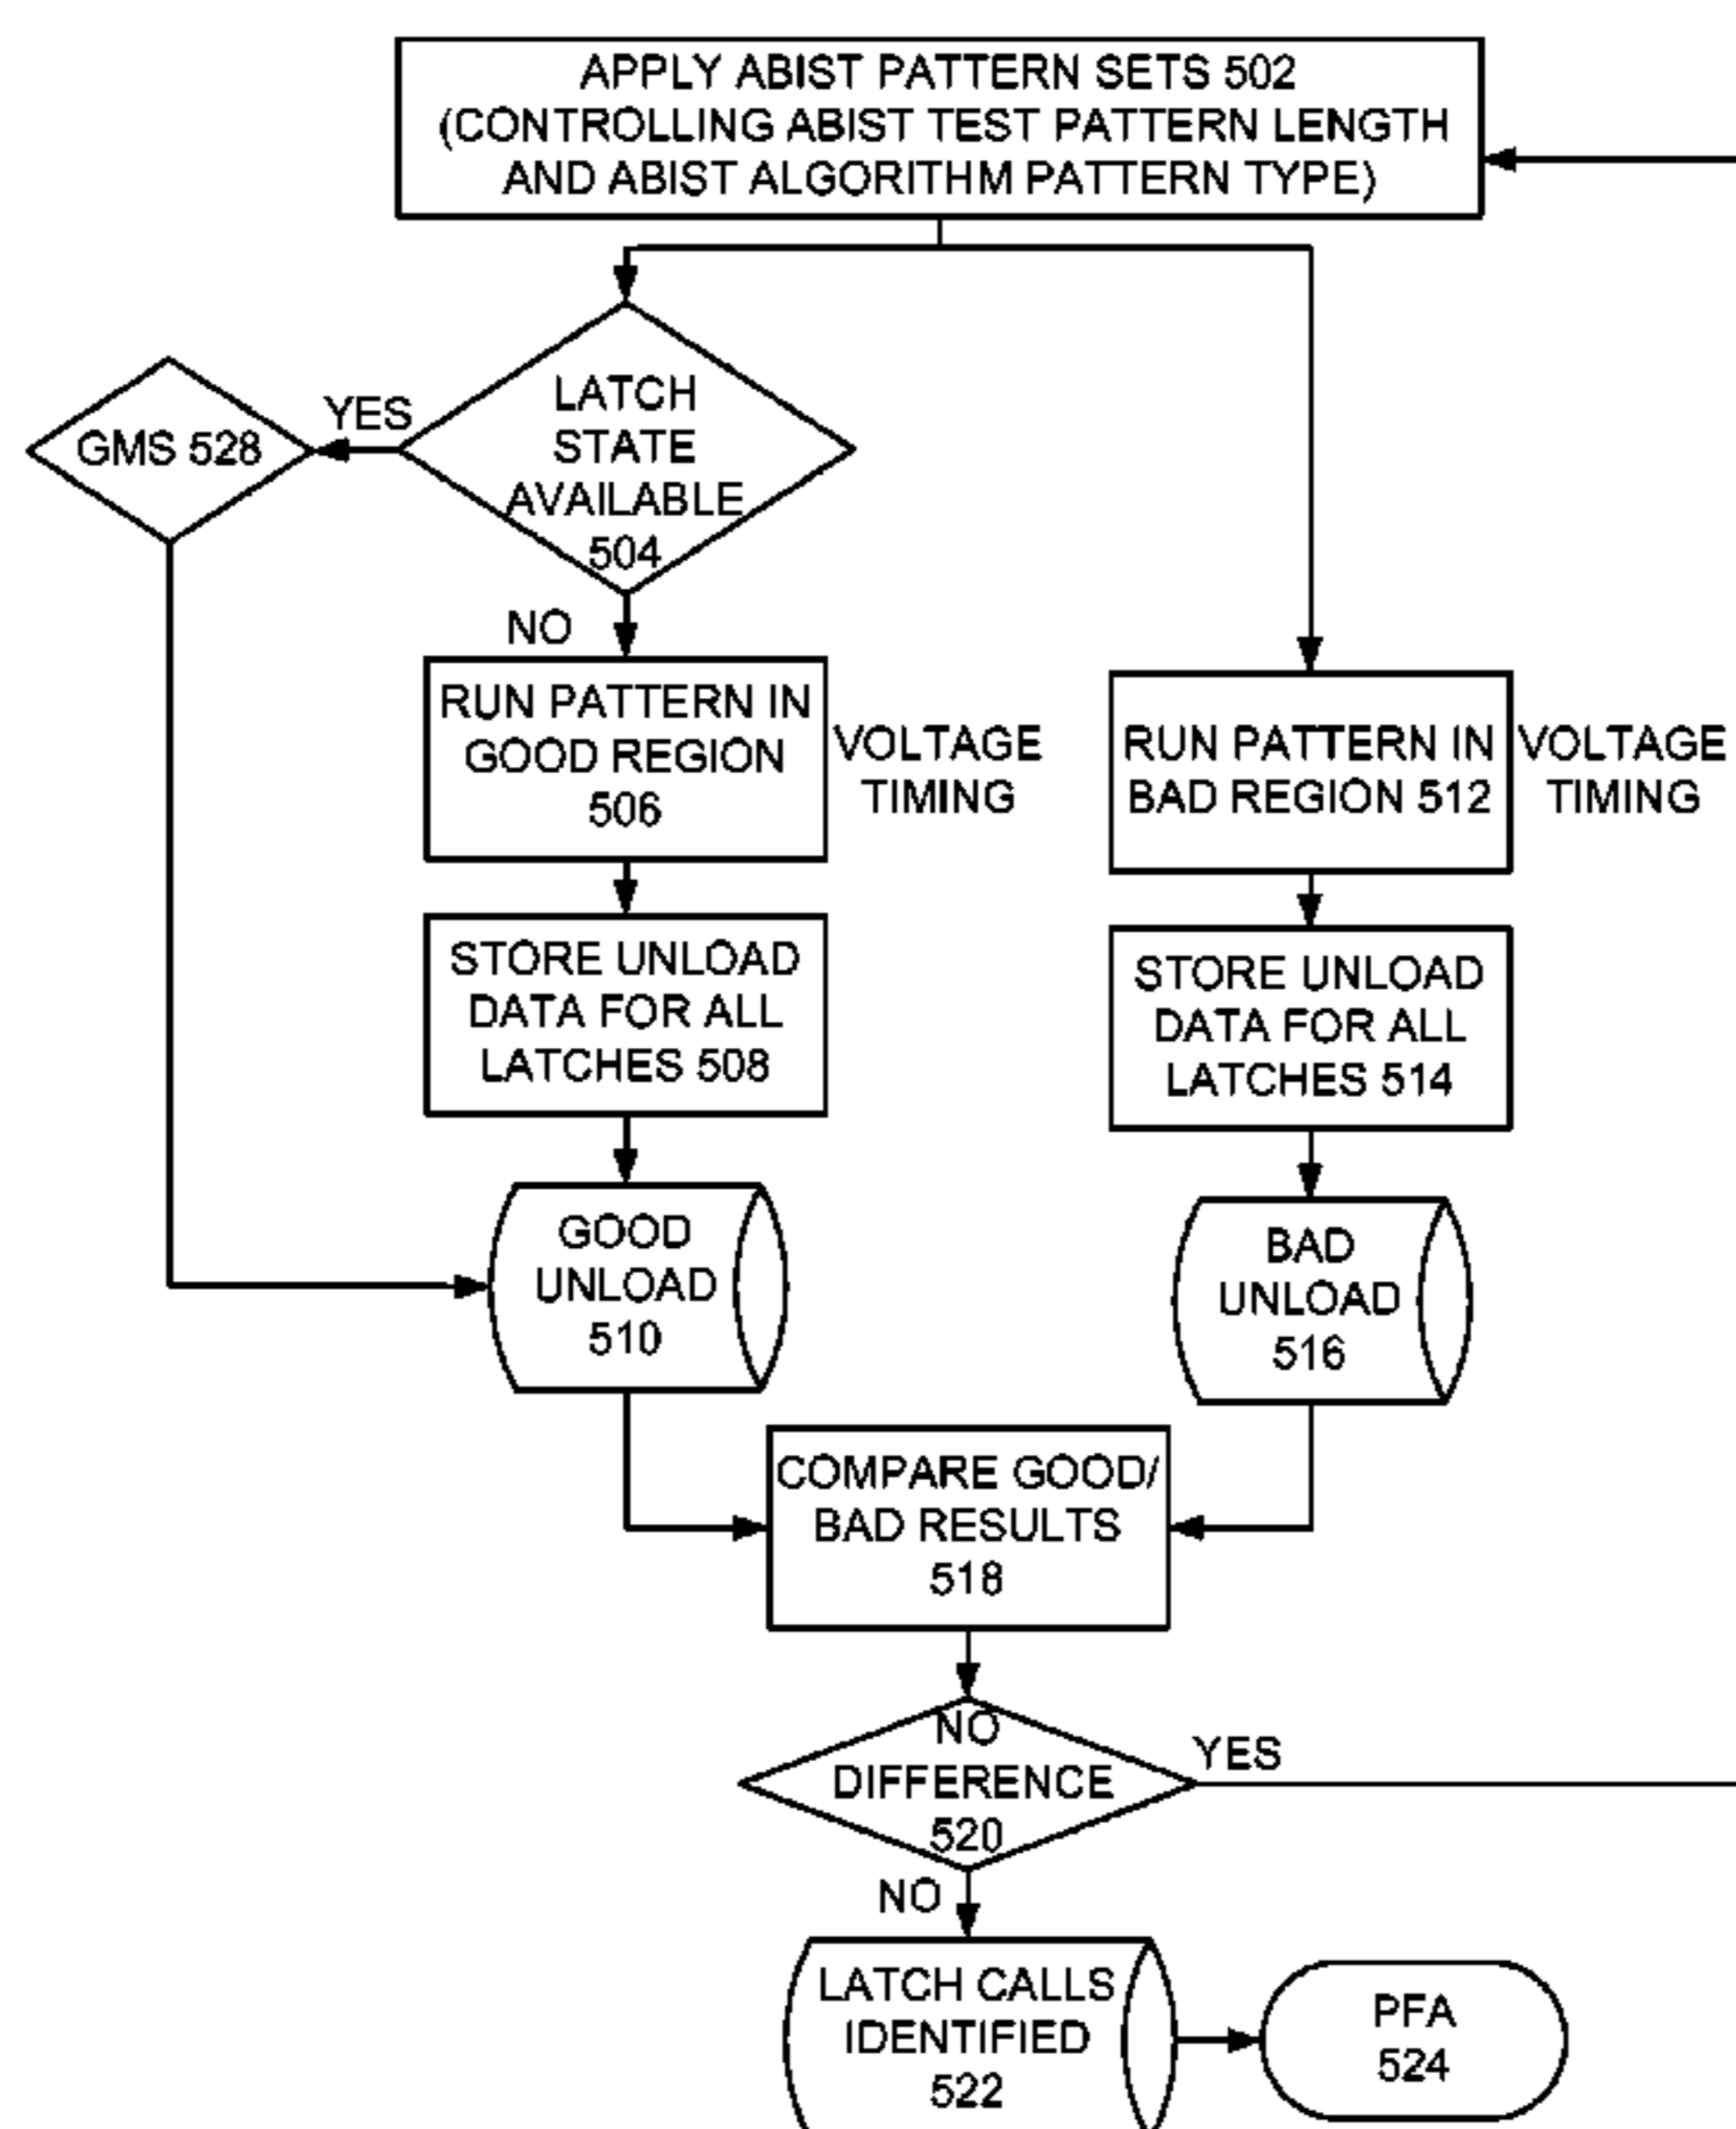 APPLY ABIST PATTERN SETS 502
(CONTROLLING ABIST TEST PATTERN LENGTH
AND ABIST ALGORITHM PATTERN TYPE)
GMS 528
YES
LATCH
STATE
AVAILABLE
504
NO
RUN PATTERN IN
GOOD REGION
506
VOLTAGE
TIMING
RUN PATTERN IN
BAD REGION 512
VOLTAGE
TIMING
STORE UNLOAD
DATA FOR ALL
LATCHES 508
STORE UNLOAD
DATA FOR ALL
LATCHES 514
GOOD
UNLOAD
510
BAD
UNLOAD
516
COMPARE GOOD/
BAD RESULTS
518
NO
DIFFERENCE
520
YES
NO
LATCH CALLS
IDENTIFIED
522
PFA
524